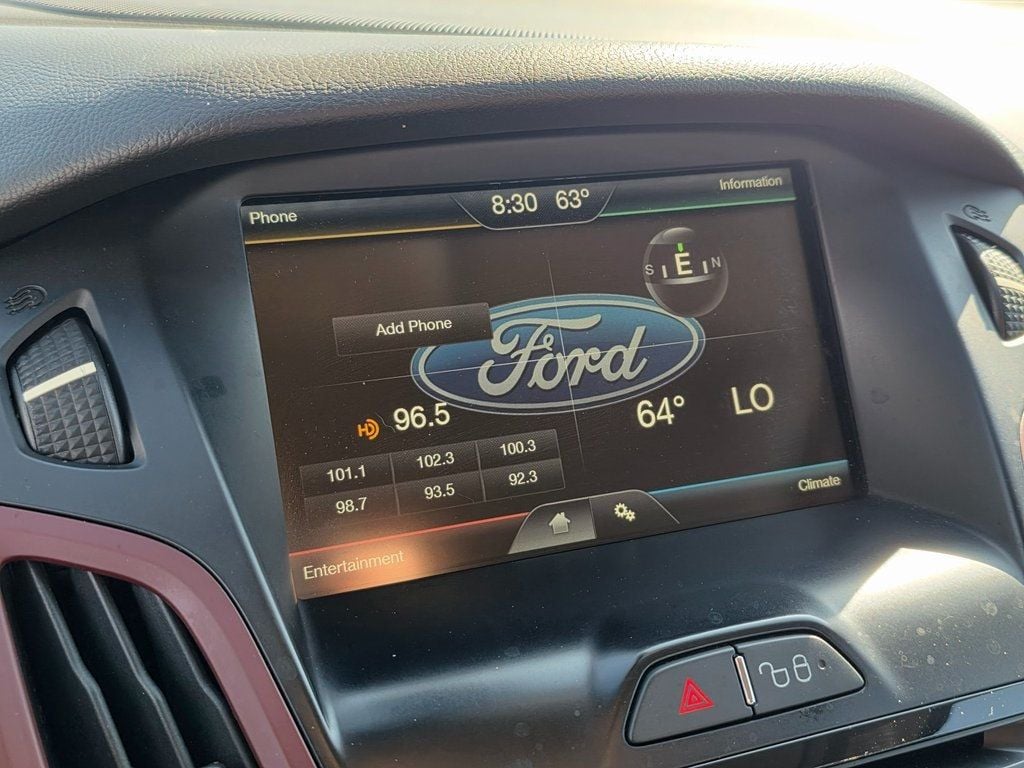 Phone
8:30 63°
Information
S E N
Add Phone
Ford
HD 96.5
64° LO
101.1 102.3 100.3
98.7 93.5 92.3
Entertainment
Climate